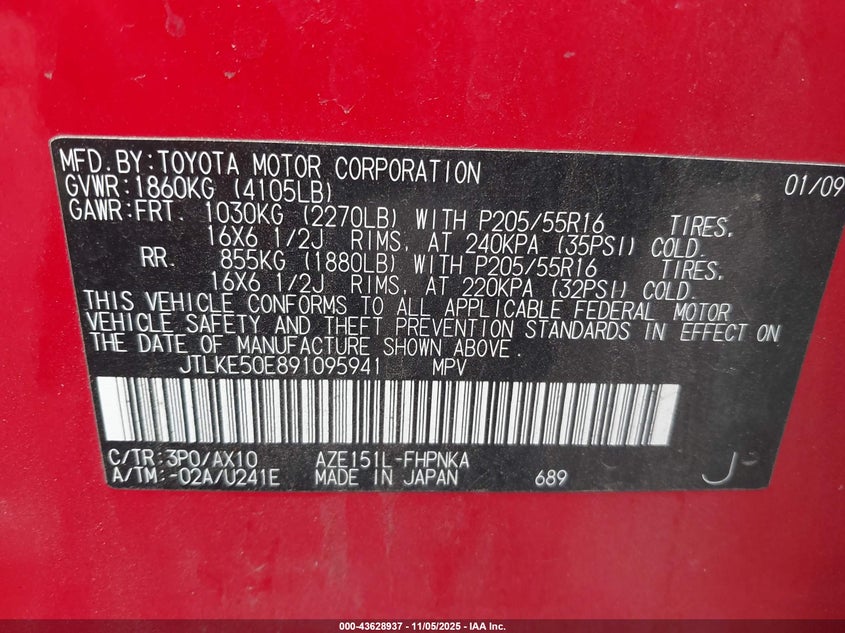 MFD.BY:TOYOTA MOTOR CORPORATION 01/09
GVWR:1860KG (4105LB)
GAWR:FRT. 1030KG (2270LB) WITH P205/55R16 TIRES,
16X6 1/2J RIMS, AT 240KPA (35PSI) COLD.
RR. 855KG (1880LB) WITH P205/55R16 TIRES,
16X6 1/2J RIMS, AT 220KPA (32PSI) COLD.
THIS VEHICLE CONFORMS TO ALL APPLICABLE FEDERAL MOTOR
VEHICLE SAFETY AND THEFT PREVENTION STANDARDS IN EFFECT ON
THE DATE OF MANUFACTURE SHOWN ABOVE.
JTLKE50E891095941 MPV
C/TR:3P0/AX10 AZE151L-FHPNKA
A/TM:-02A/U241E MADE IN JAPAN 689 J-
000-43628937 - 11/05/2025 - IAA Inc.